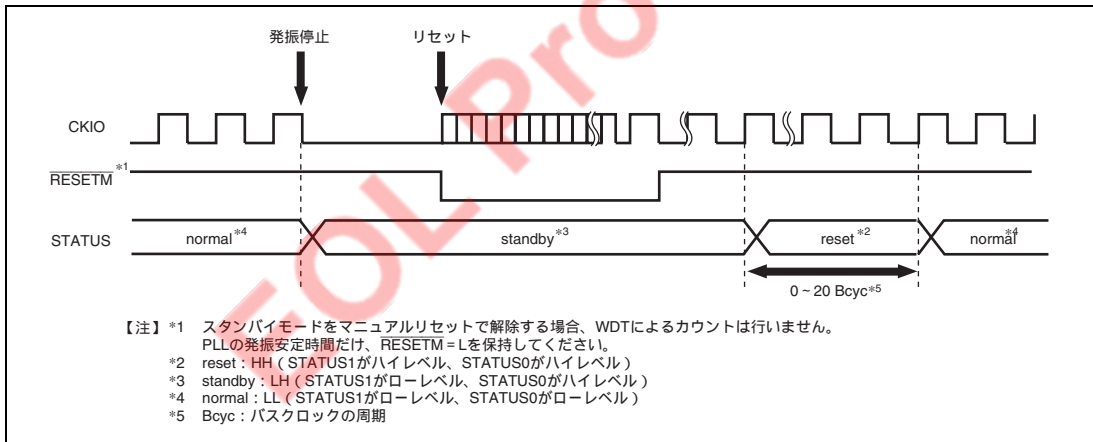 発振停止 リセット
CKIO
RESETM*1
STATUS normal*4 standby*3 reset*2 normal*4
0~20 Bcyc*5
【注】*1 スタンバイモードをマニュアルリセットで解除する場合、WDTによるカウントは行いません。
PLLの発振安定時間だけ、RESETM=Lを保持してください。
*2 reset:HH(STATUS1がハイレベル、STATUS0がハイレベル)
*3 standby:LH(STATUS1がローレベル、STATUS0がハイレベル)
*4 normal:LL(STATUS1がローレベル、STATUS0がローレベル)
*5 Bcyc:バスクロックの周期
EOL Pro